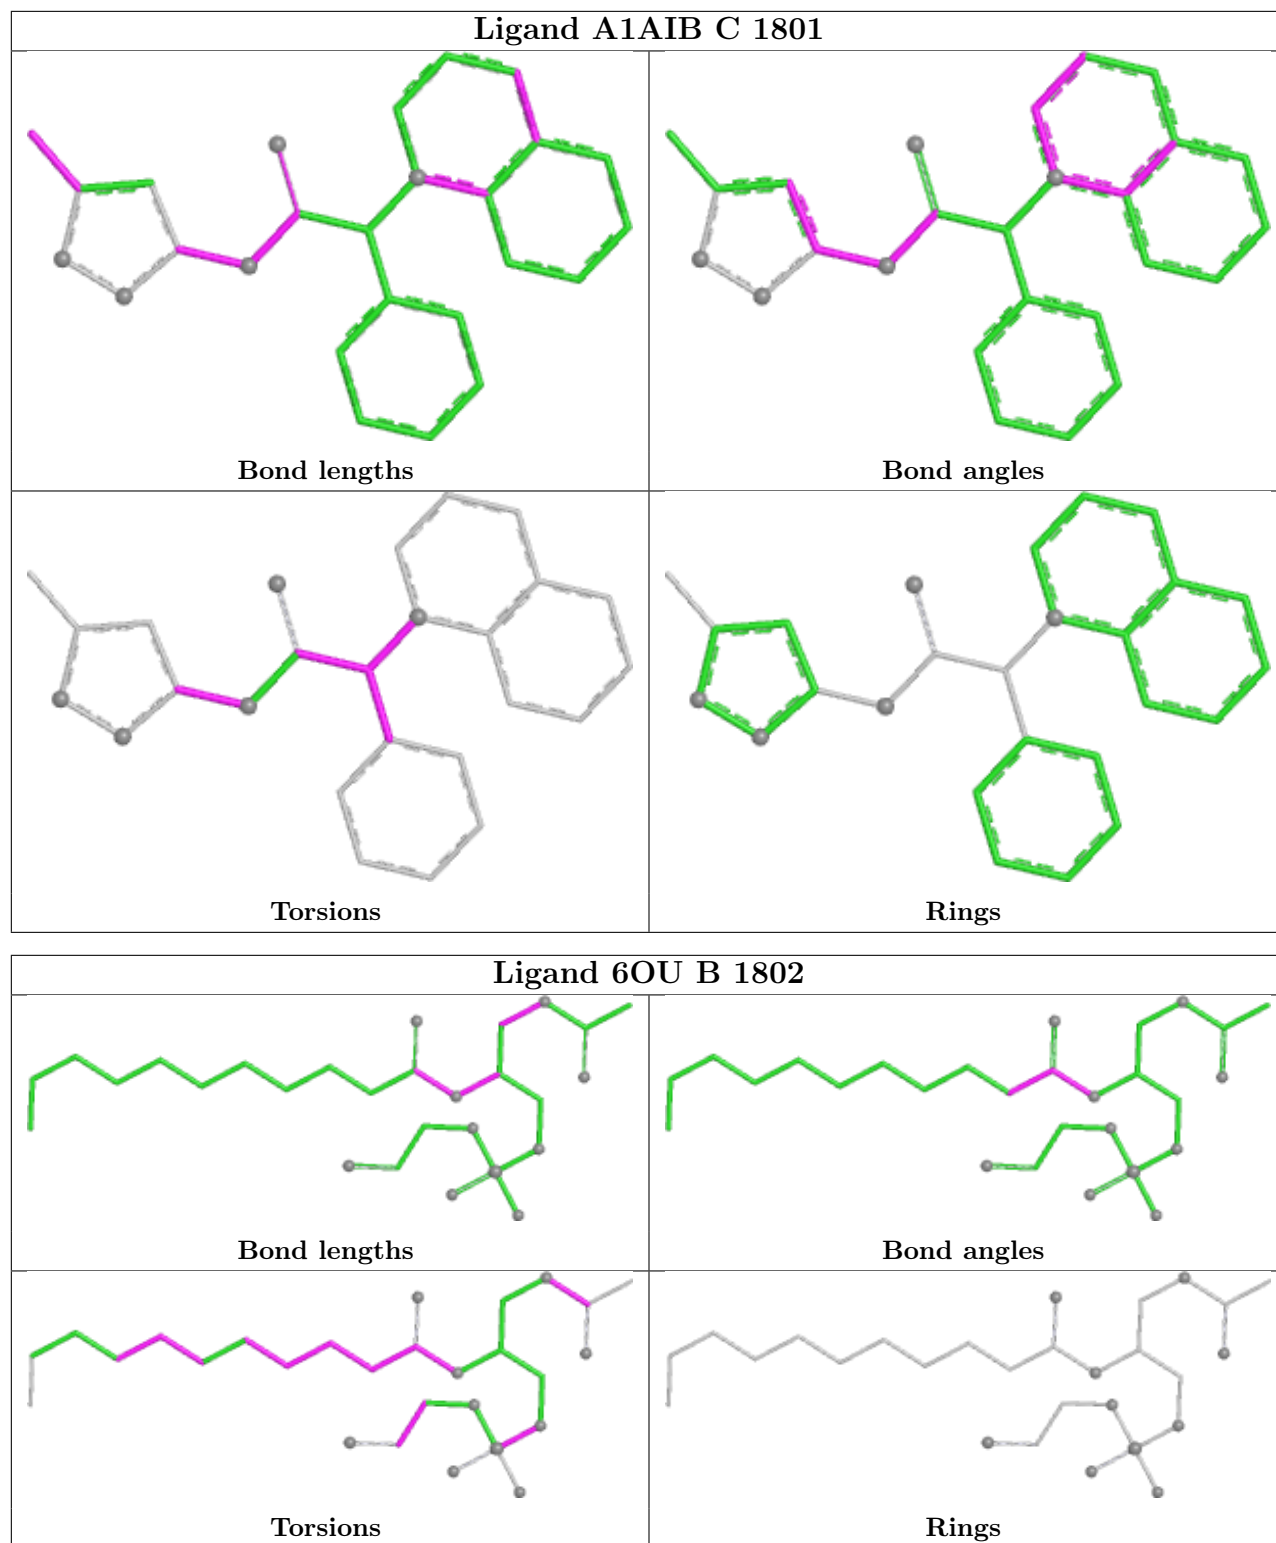 Ligand A1AIB C 1801
Bond lengths
Bond angles
Torsions
Rings
Ligand 6OU B 1802
Bond lengths
Bond angles
Torsions
Rings